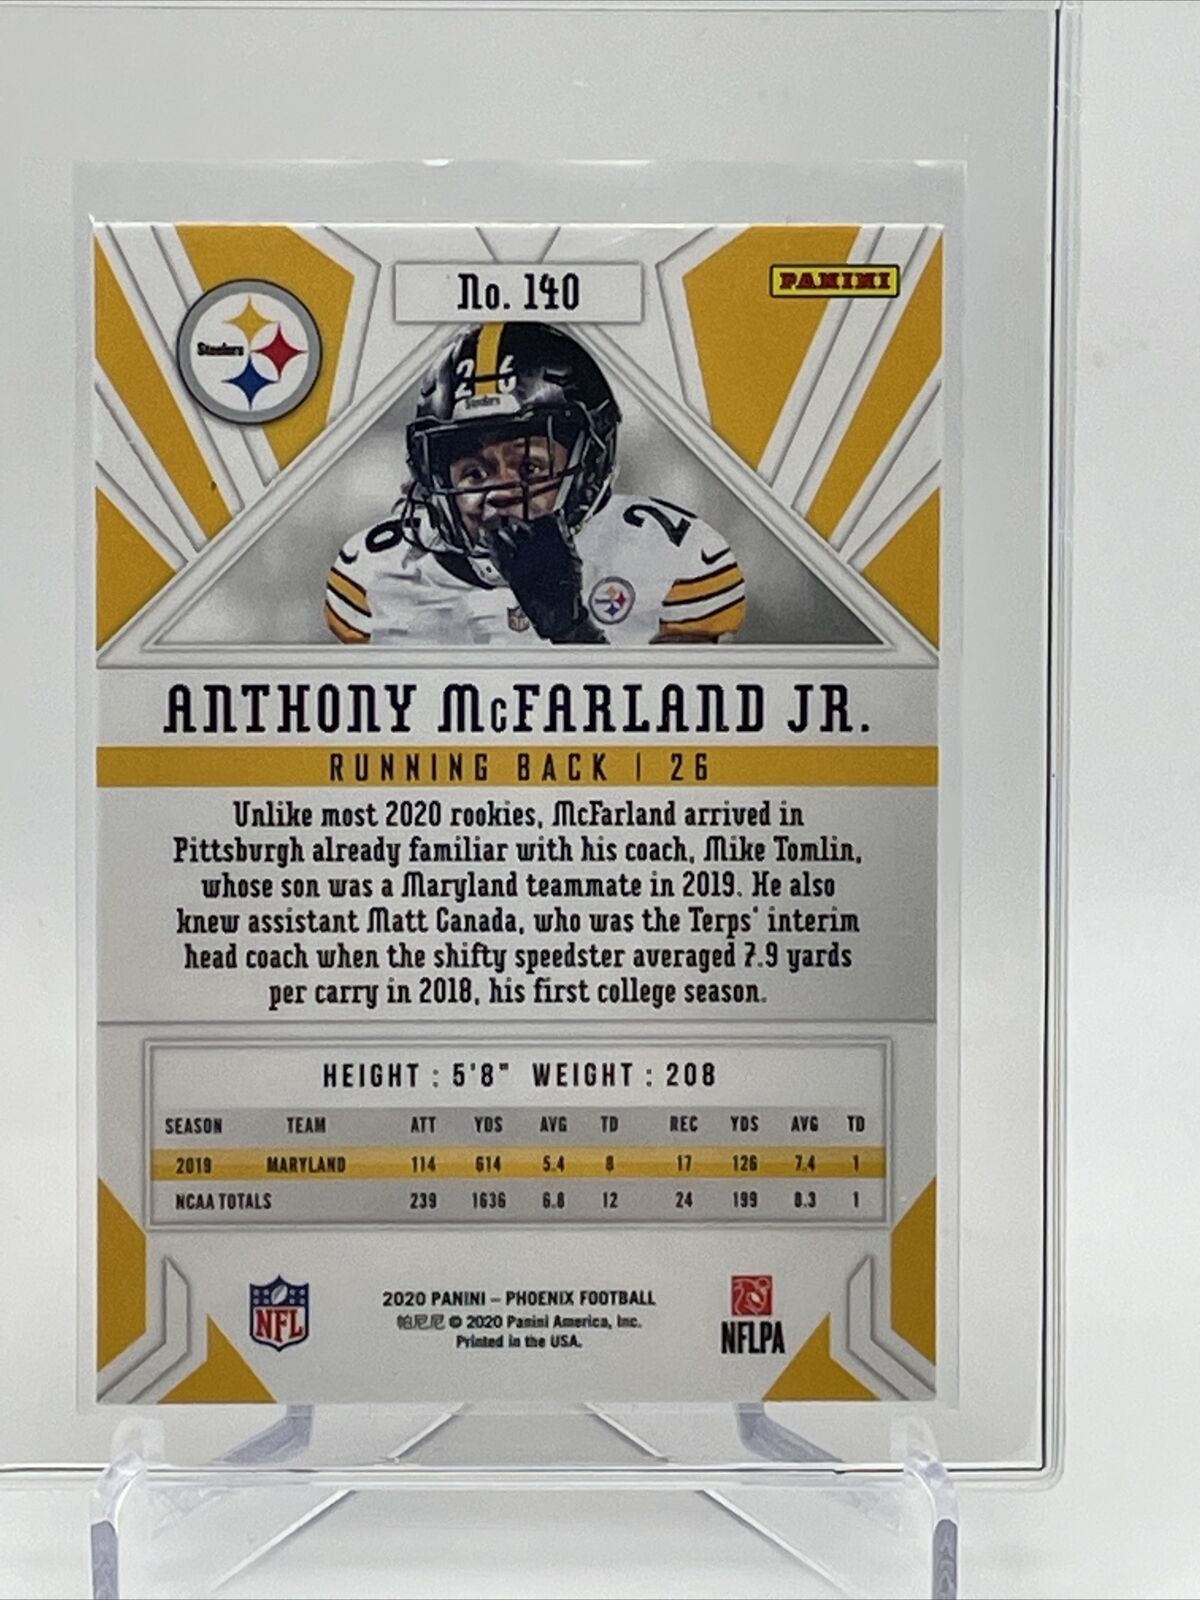 No. 140
PANINI
Steelers
26
Steelers
26
ANTHONY McFARLAND JR.
RUNNING BACK | 26
Unlike most 2020 rookies, McFarland arrived in
Pittsburgh already familiar with his coach, Mike Tomlin,
whose son was a Maryland teammate in 2019. He also
knew assistant Matt Canada, who was the Terps' interim
head coach when the shifty speedster averaged 7.9 yards
per carry in 2018, his first college season.
HEIGHT : 5'8" WEIGHT : 208
SEASON TEAM ATT YDS AVG TD REC YDS AVG TD
2019 MARYLAND 114 614 5.4 8 17 126 7.4 1
NCAA TOTALS 239 1636 6.8 12 24 199 8.3 1
NFL
2020 PANINI – PHOENIX FOOTBALL
帕尼尼 © 2020 Panini America, Inc.
Printed in the USA.
NFLPA